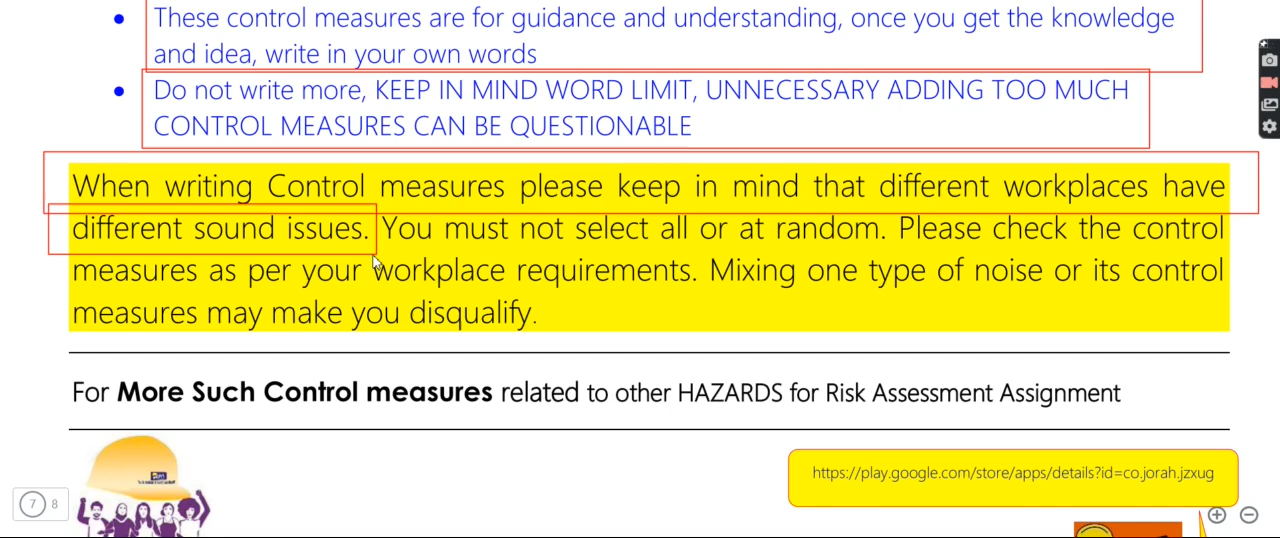 • These control measures are for guidance and understanding, once you get the knowledge
and idea, write in your own words
• Do not write more, KEEP IN MIND WORD LIMIT, UNNECESSARY ADDING TOO MUCH
CONTROL MEASURES CAN BE QUESTIONABLE
When writing Control measures please keep in mind that different workplaces have
different sound issues. You must not select all or at random. Please check the control
measures as per your workplace requirements. Mixing one type of noise or its control
measures may make you disqualify.
For More Such Control measures related to other HAZARDS for Risk Assessment Assignment
https://play.google.com/store/apps/details?id=co.jorah.jzxug
7 8